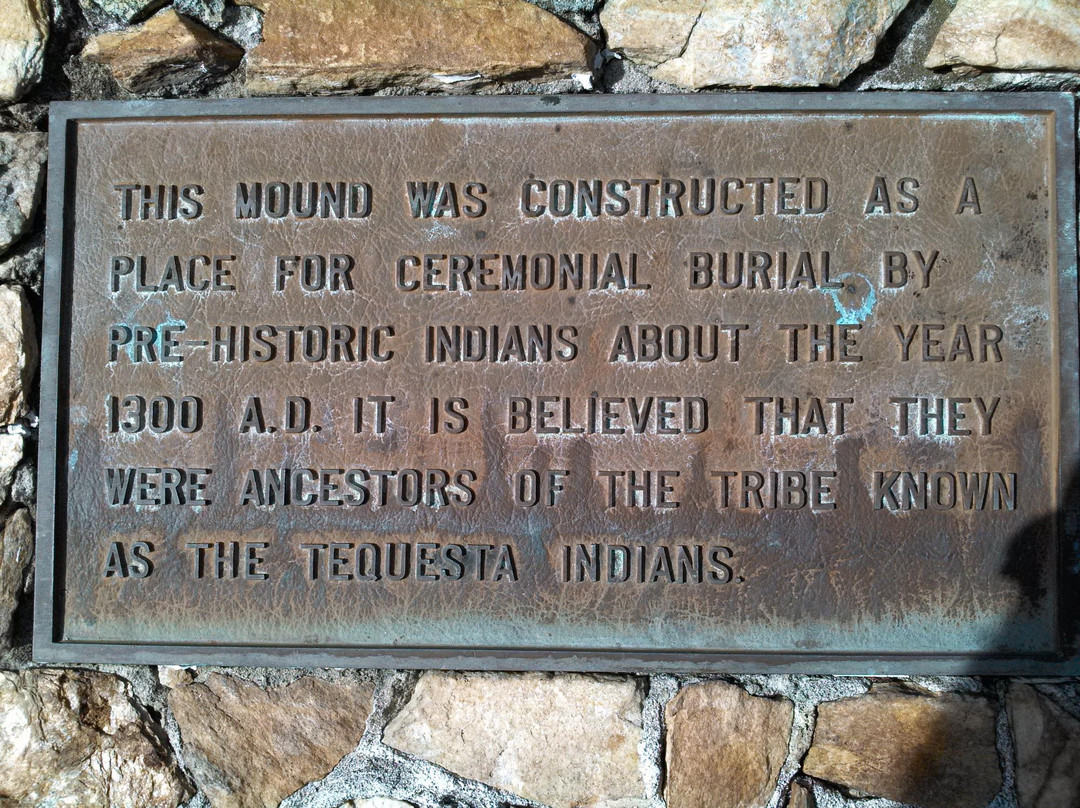 THIS MOUND WAS CONSTRUCTED AS A
PLACE FOR CEREMONIAL BURIAL BY
PRE-HISTORIC INDIANS ABOUT THE YEAR
1300 A.D. IT IS BELIEVED THAT THEY
WERE ANCESTORS OF THE TRIBE KNOWN
AS THE TEQUESTA INDIANS.